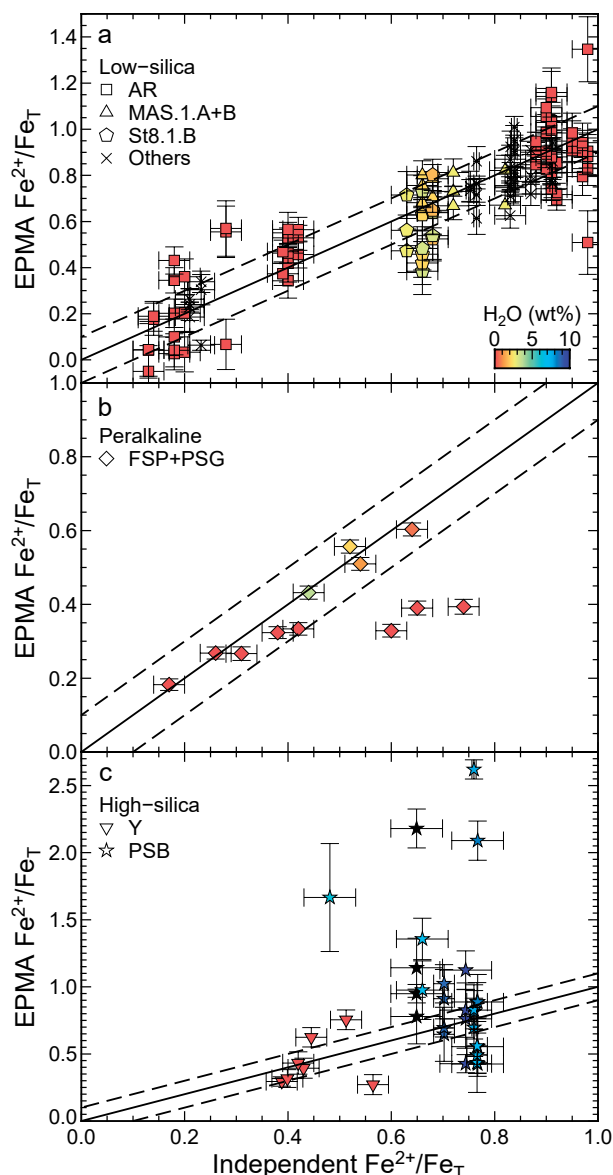 1.4
1.2
1.0
0.8
0.6
0.4
0.2
0.0
EPMA Fe²⁺/Fe_T
a
Low−silica
AR
MAS.1.A+B
St8.1.B
Others
H₂O (wt%)
0 5 10
1.0
0.8
0.6
0.4
0.2
0.0
EPMA Fe²⁺/Fe_T
b
Peralkaline
FSP+PSG
2.5
2.0
1.5
1.0
0.5
0.0
EPMA Fe²⁺/Fe_T
c
High−silica
Y
PSB
0.0 0.2 0.4 0.6 0.8 1.0
Independent Fe²⁺/Fe_T